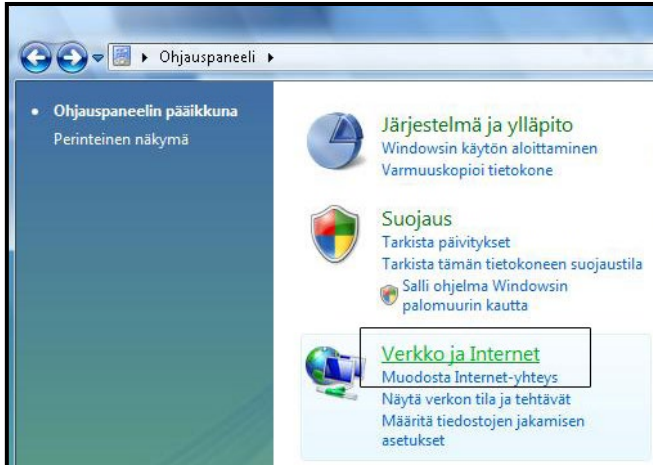 Ohjauspaneeli
Ohjauspaneelin pääikkuna
Perinteinen näkymä
Järjestelmä ja ylläpito
Windowsin käytön aloittaminen
Varmuuskopioi tietokone
Suojaus
Tarkista päivitykset
Tarkista tämän tietokoneen suojaustila
Salli ohjelma Windowsin
palomuurin kautta
Verkko ja Internet
Muodosta Internet-yhteys
Näytä verkon tila ja tehtävät
Määritä tiedostojen jakamisen
asetukset